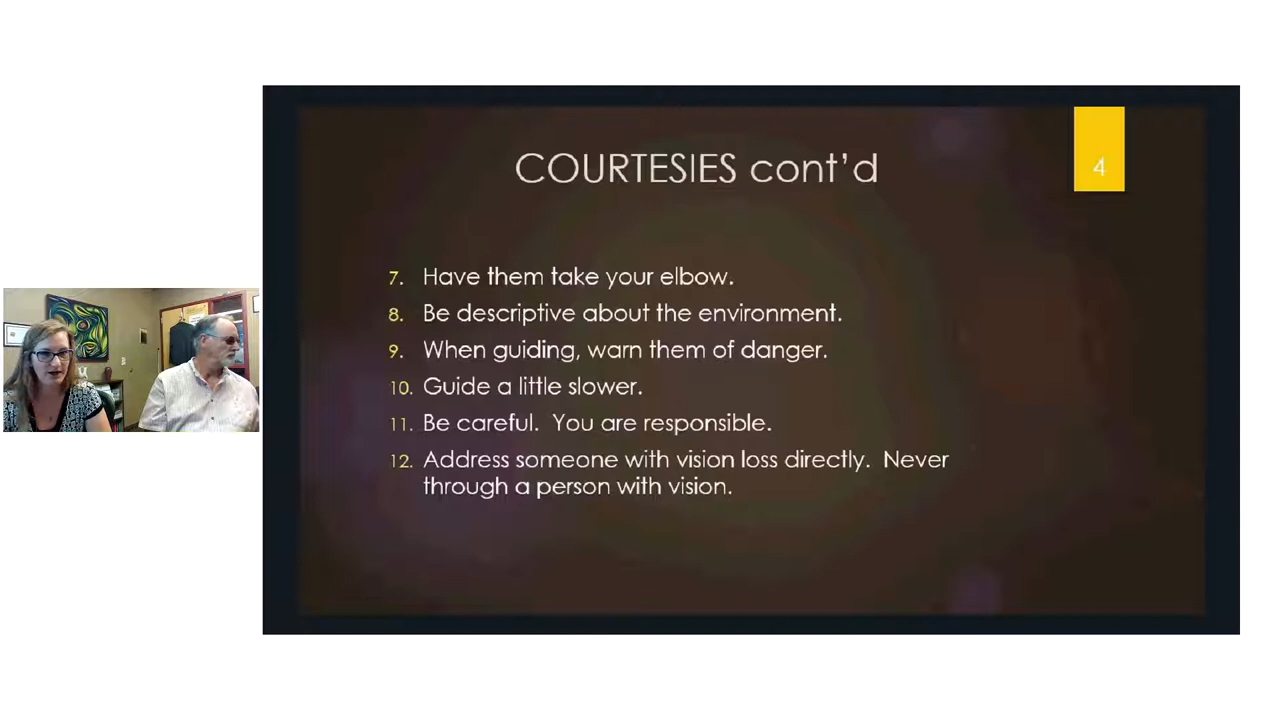 COURTESIES cont’d
4
7. Have them take your elbow.
8. Be descriptive about the environment.
9. When guiding, warn them of danger.
10. Guide a little slower.
11. Be careful.  You are responsible.
12. Address someone with vision loss directly.  Never
through a person with vision.